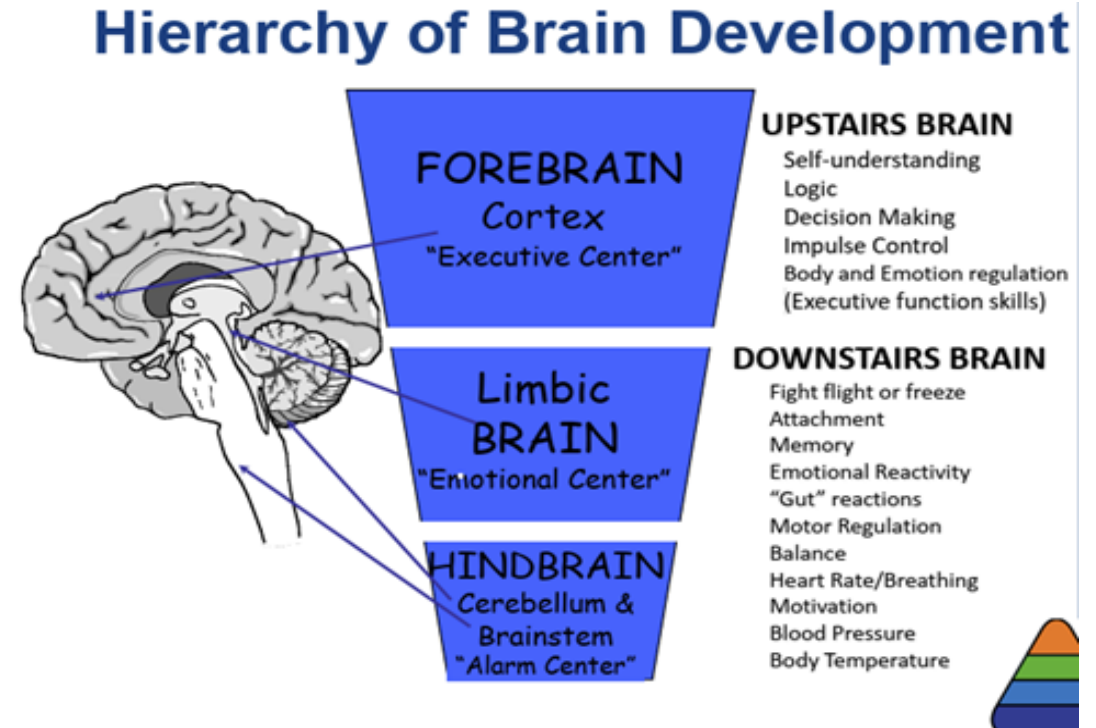 Hierarchy of Brain Development
FOREBRAIN
Cortex
“Executive Center”
UPSTAIRS BRAIN
Self-understanding
Logic
Decision Making
Impulse Control
Body and Emotion regulation
(Executive function skills)
Limbic
BRAIN
“Emotional Center”
DOWNSTAIRS BRAIN
Fight flight or freeze
Attachment
Memory
Emotional Reactivity
“Gut” reactions
Motor Regulation
Balance
Heart Rate/Breathing
Motivation
Blood Pressure
Body Temperature
HINDBRAIN
Cerebellum &
Brainstem
“Alarm Center”